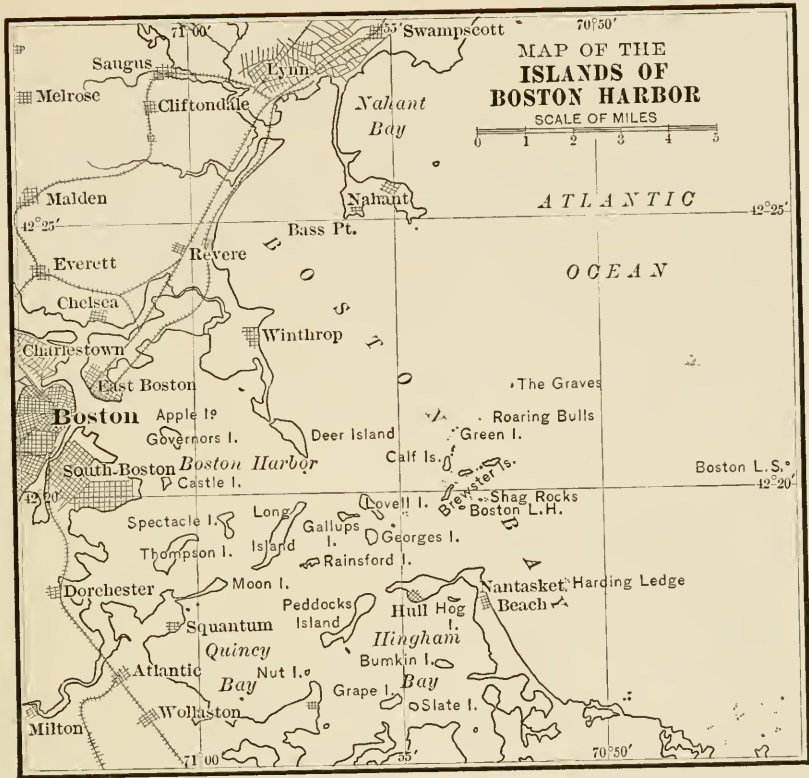 71° 00'
55'
70° 50'
Swampscott
MAP OF THE
ISLANDS OF
BOSTON HARBOR
SCALE OF MILES
0 1 2 3 4 5
Saugus
Lynn
Melrose
Cliftondale
Nahant
Bay
Malden
Nahant
ATLANTIC
42° 25'
42° 25'
Bass Pt.
Everett
Revere
OCEAN
Chelsea
Winthrop
Charlestown
BOSTON BAY
East Boston
The Graves
Boston
Apple I?
Roaring Bulls
Governors I.
Deer Island
Green I.
Boston Harbor
Calf Is.
South Boston
Brewster Is.
Boston L.S.
Castle I.
42° 20'
42° 20'
Lovell I.
Shag Rocks
Boston L.H.
Spectacle I.
Long
Island
Gallups
I.
Georges I.
Thompson I.
Rainsford I.
Dorchester
Moon I.
Nantasket
Beach
Harding Ledge
Peddocks
Island
Hull
Hog
I.
Squantum
Quincy
Bay
Hingham
Bay
Bumkin I.
Atlantic
Nut I.
Grape I.
Slate I.
Milton
Wollaston
71° 00
55'
70° 50'